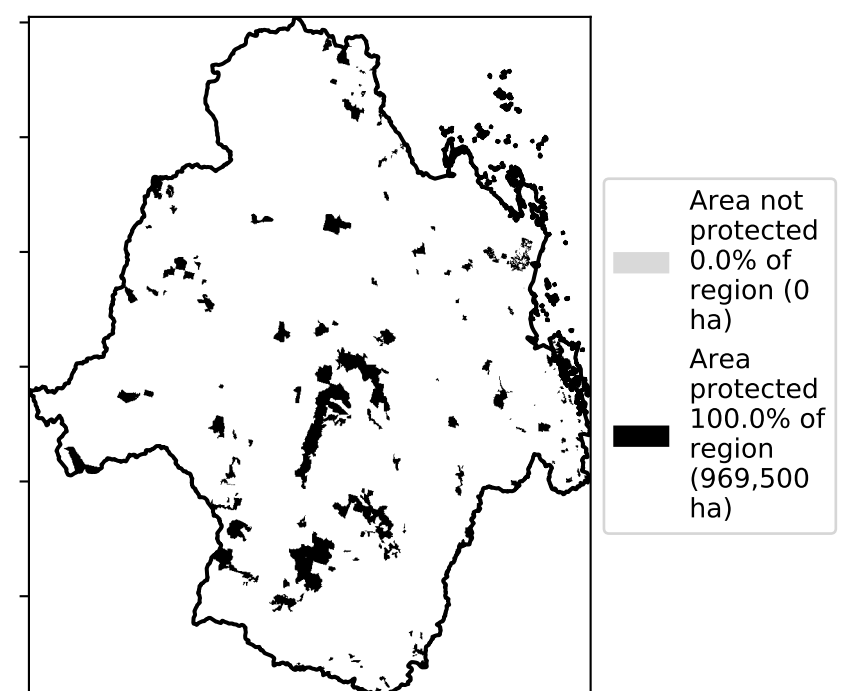 Area not
protected
0.0% of
region (0
ha)
Area
protected
100.0% of
region
(969,500
ha)